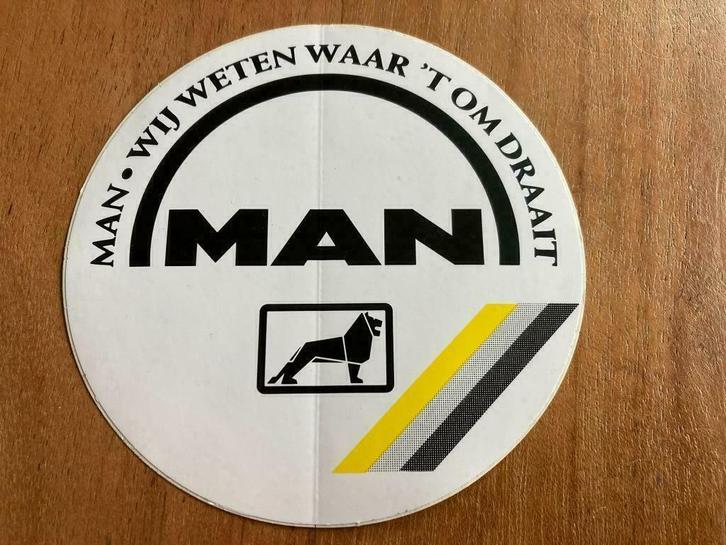 MAN • WIJ WETEN WAAR 'T OM DRAAIT
MAN